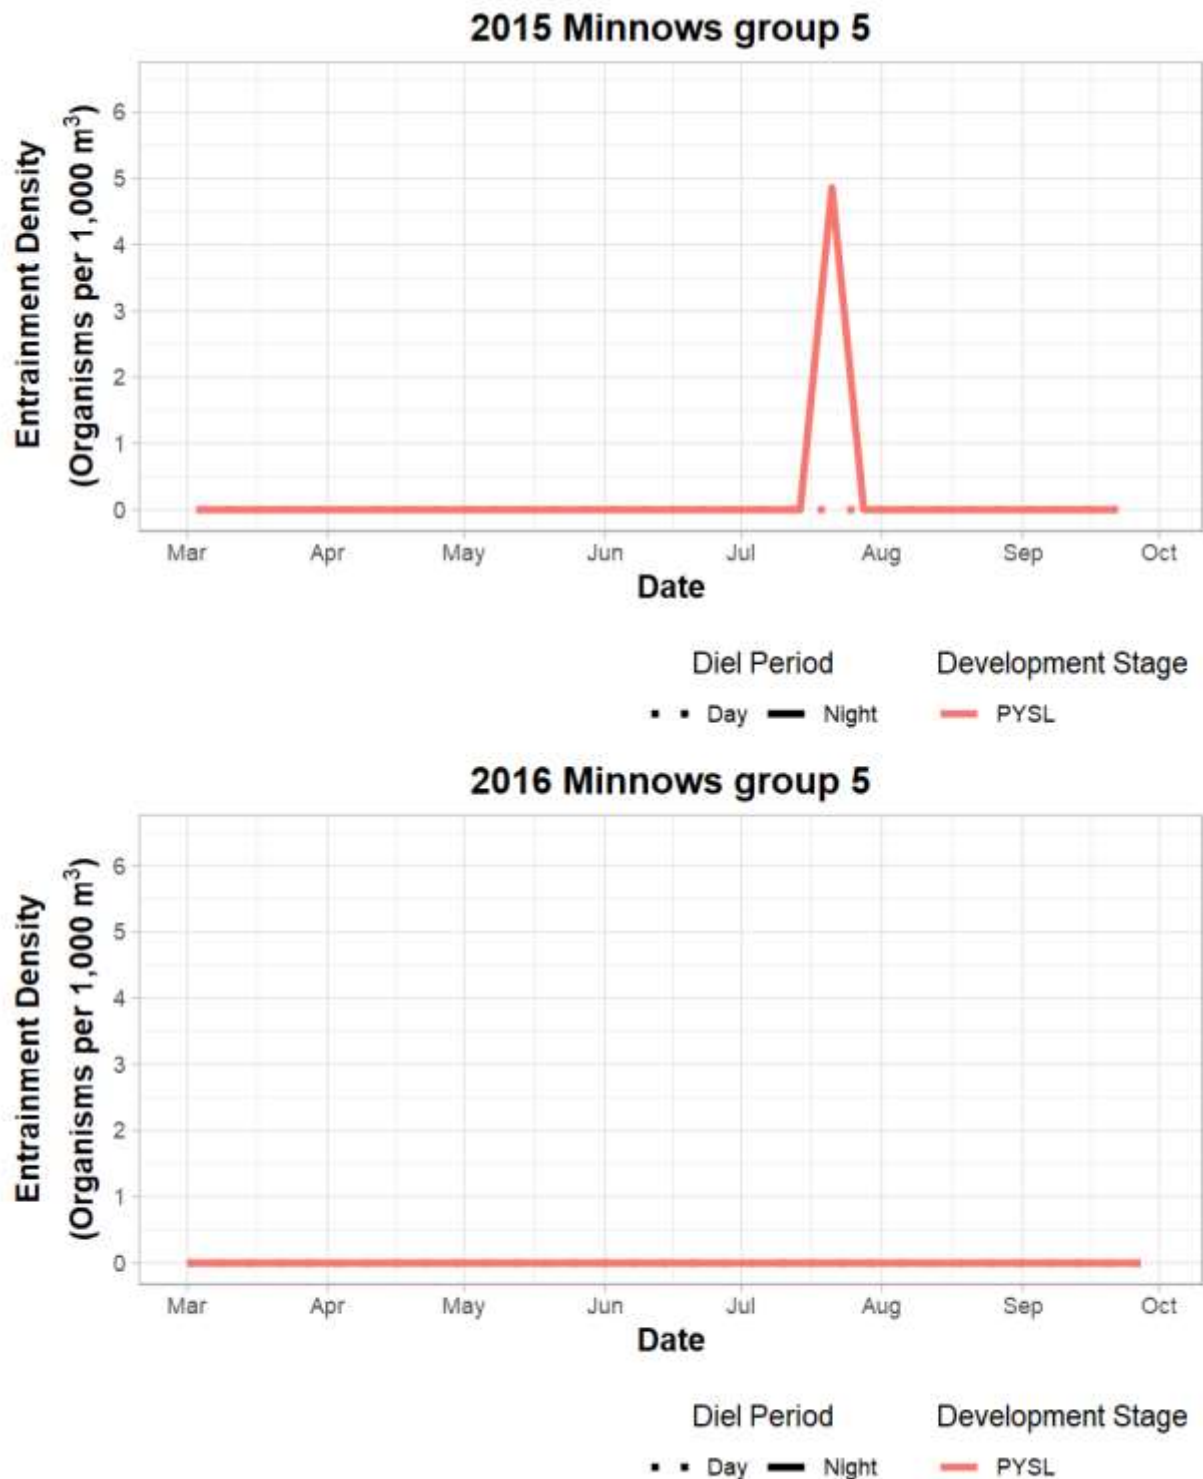 2015 Minnows group 5
Entrainment Density
(Organisms per 1,000 m³)
6
5
4
3
2
1
0
Mar Apr May Jun Jul Aug Sep Oct
Date
Diel Period Development Stage
Day Night PYSL
2016 Minnows group 5
Entrainment Density
(Organisms per 1,000 m³)
6
5
4
3
2
1
0
Mar Apr May Jun Jul Aug Sep Oct
Date
Diel Period Development Stage
Day Night PYSL